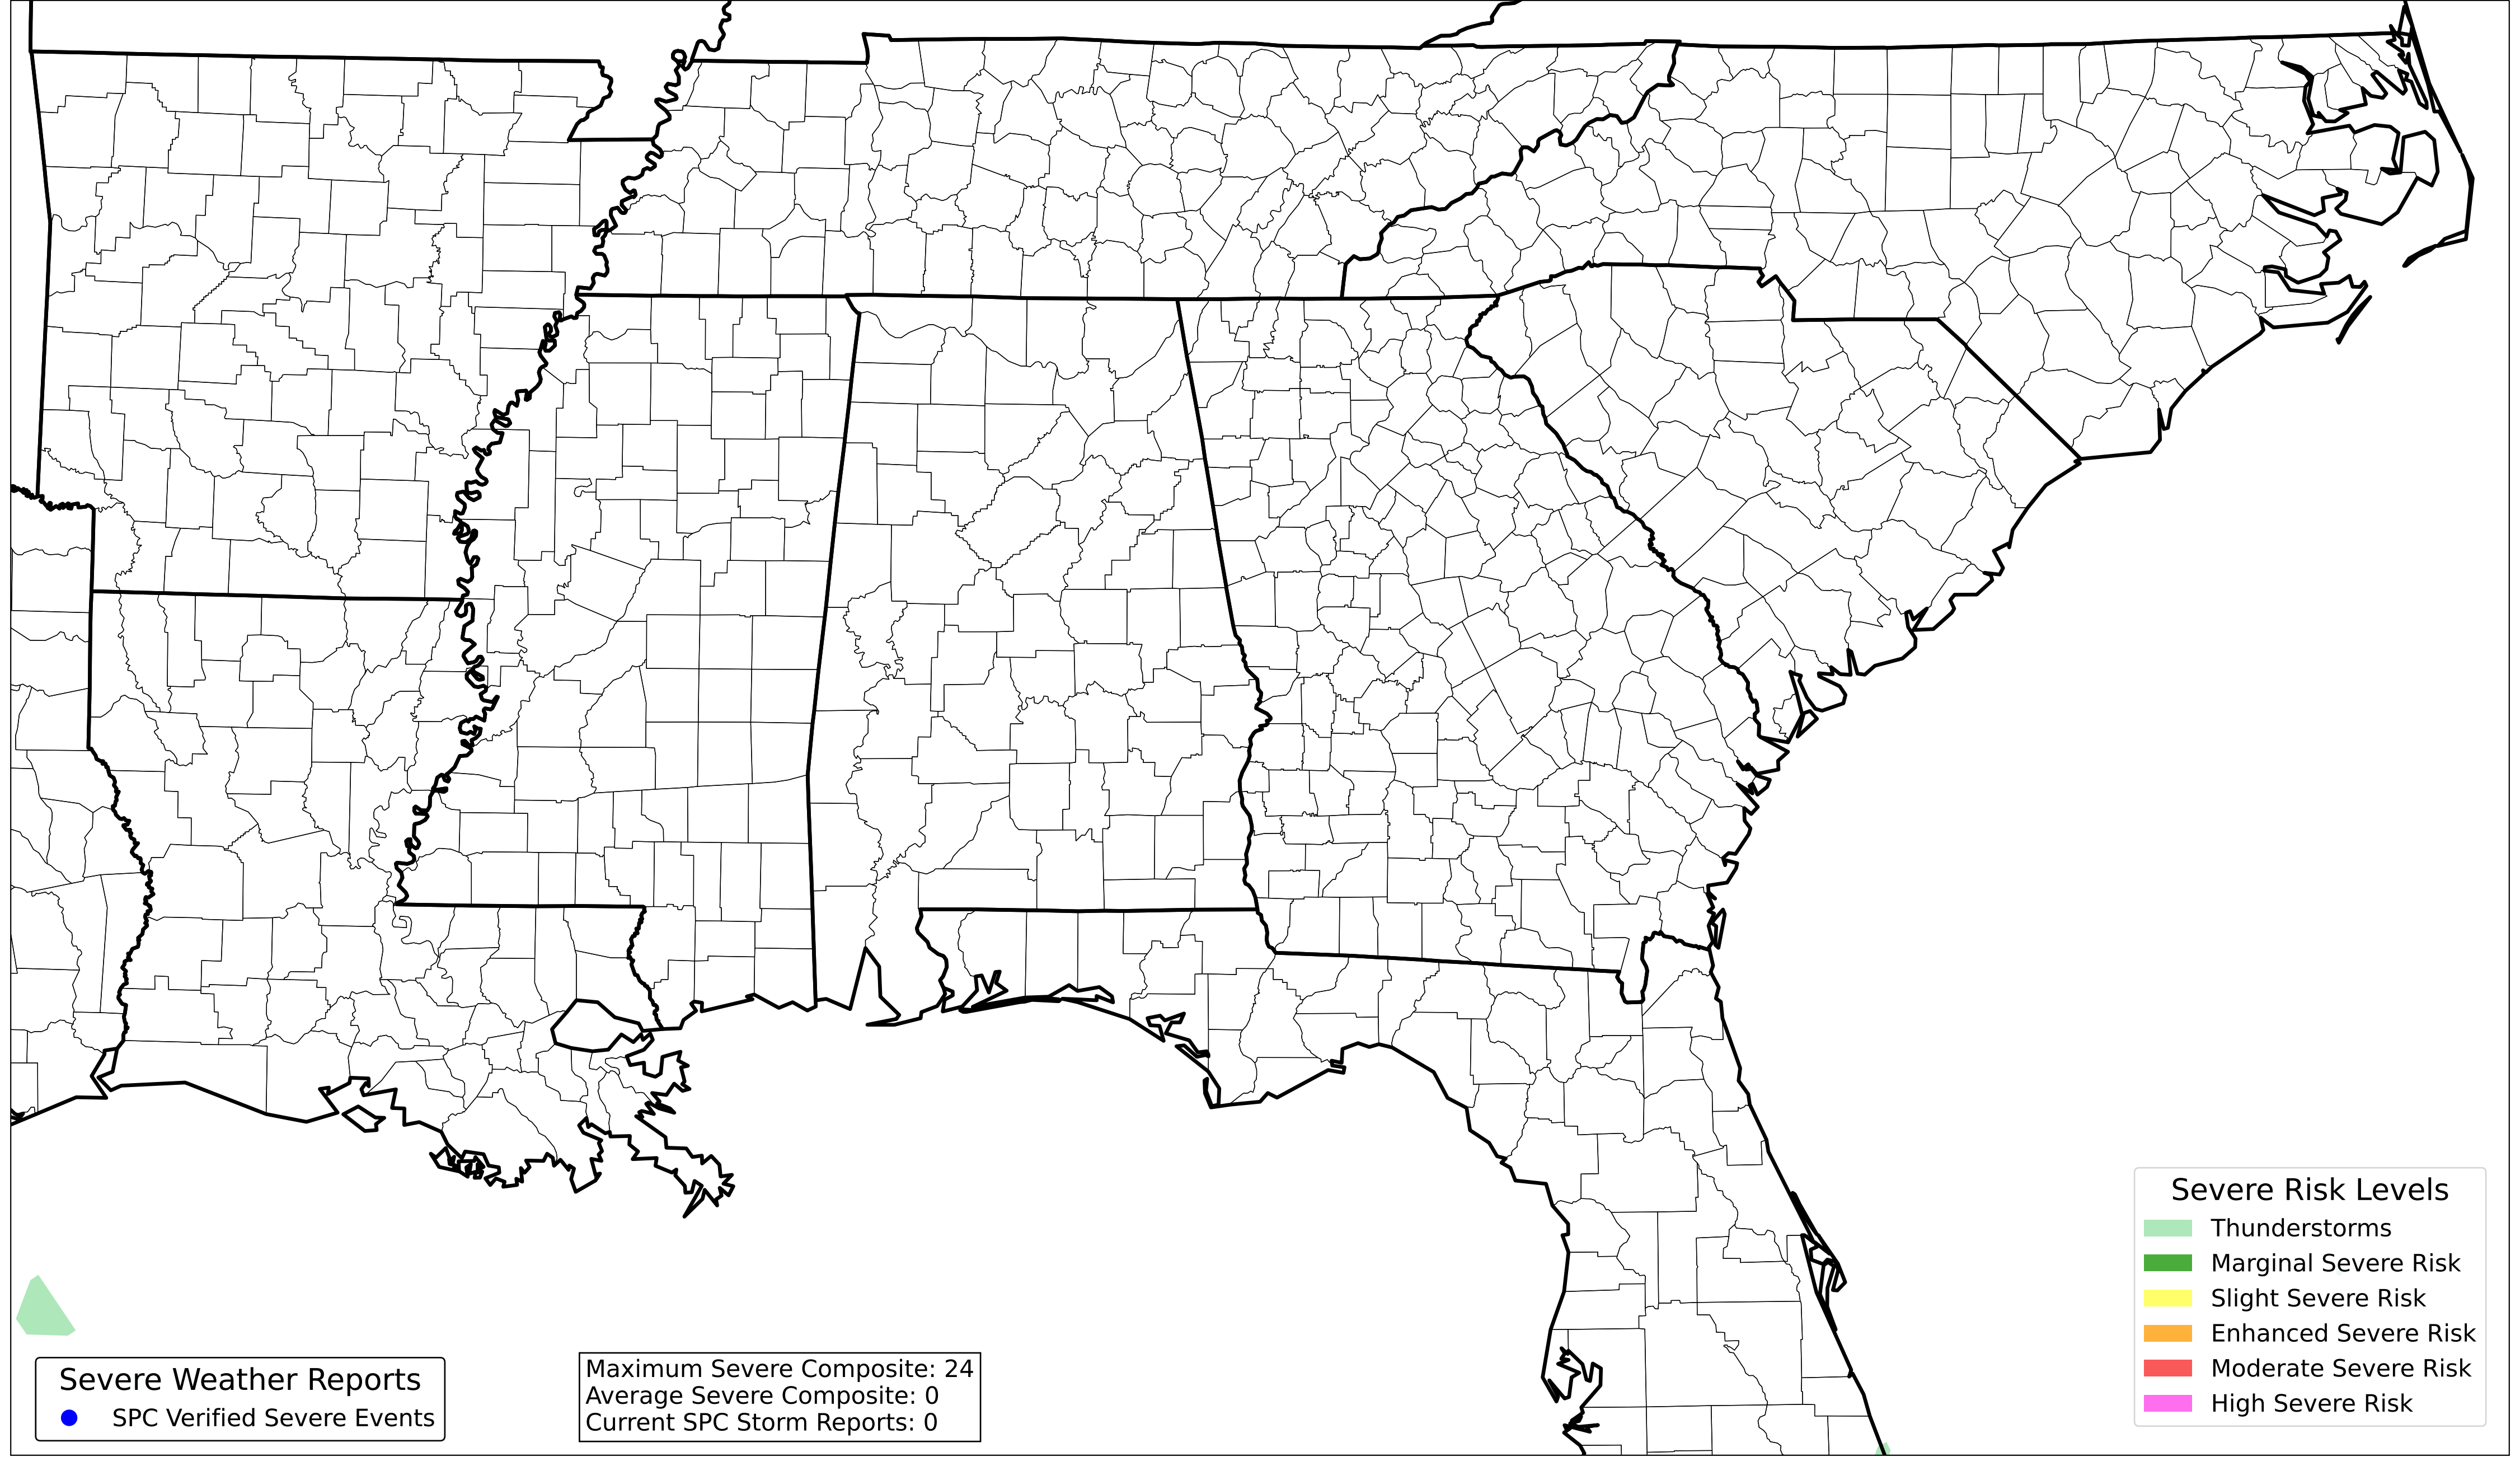 Severe Weather Reports
SPC Verified Severe Events
Maximum Severe Composite: 24
Average Severe Composite: 0
Current SPC Storm Reports: 0
Severe Risk Levels
Thunderstorms
Marginal Severe Risk
Slight Severe Risk
Enhanced Severe Risk
Moderate Severe Risk
High Severe Risk